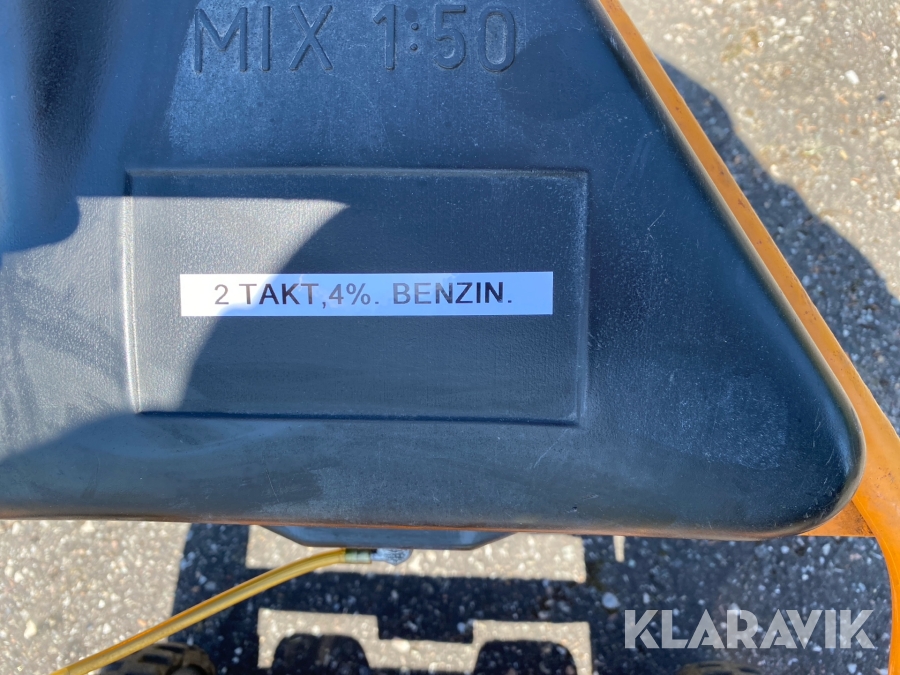 MIX 1:50
2 TAKT,4%. BENZIN.
KLARAVIK